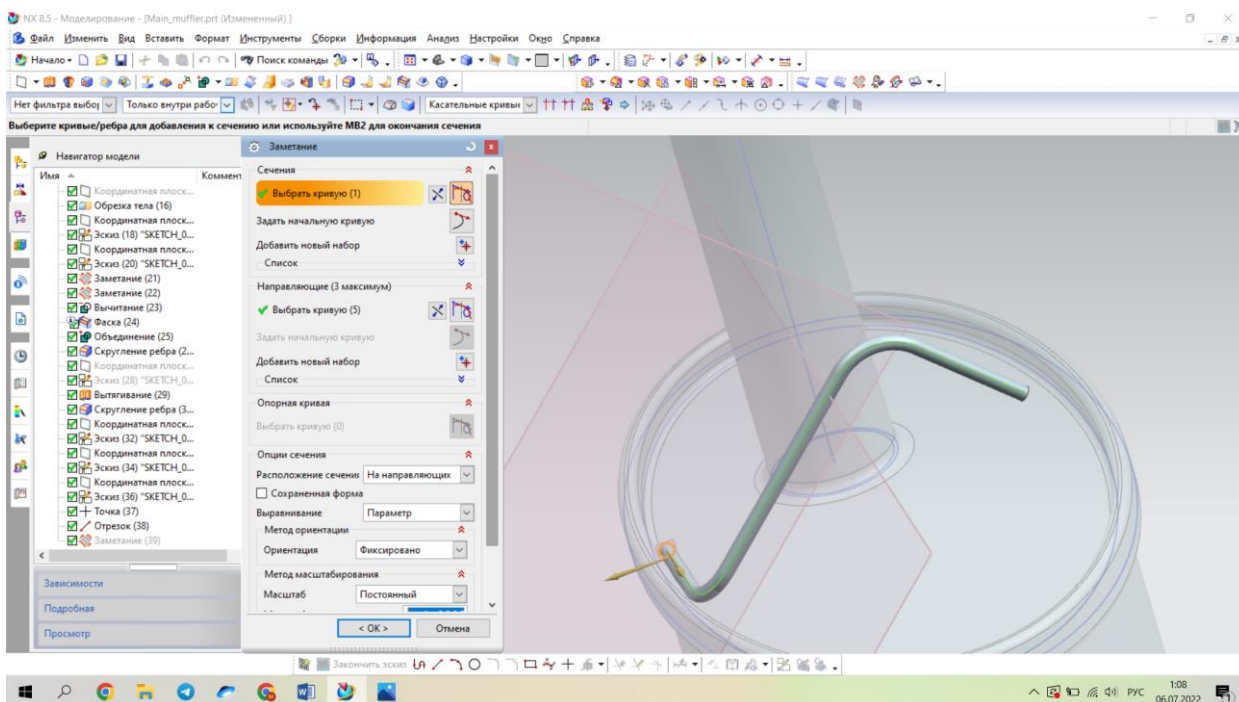 NX 8.5 - Моделирование - [Main_muffler.prt (Измененный) ]
Файл Изменить Вид Вставить Формат Инструменты Сборки Информация Анализ Настройки Окно Справка
Начало Поиск команды
Нет фильтра выбор Только внутри рабо Касательные кривы
Выберите кривые/ребра для добавления к сечению или используйте MB2 для окончания сечения
Навигатор модели
Имя Коммент
Координатная плоск...
Обрезка тела (16)
Координатная плоск...
Эскиз (18) "SKETCH_0...
Координатная плоск...
Эскиз (20) "SKETCH_0...
Заметание (21)
Заметание (22)
Вычитание (23)
Фаска (24)
Объединение (25)
Скругление ребра (2...
Координатная плоск...
Эскиз (28) "SKETCH_0...
Вытягивание (29)
Скругление ребра (3...
Координатная плоск...
Эскиз (32) "SKETCH_0...
Координатная плоск...
Эскиз (34) "SKETCH_0...
Координатная плоск...
Эскиз (36) "SKETCH_0...
Точка (37)
Отрезок (38)
Заметание (39)
Зависимости
Подробная
Просмотр
Заметание
Сечения
Выбрать кривую (1)
Задать начальную кривую
Добавить новый набор
Список
Направляющие (3 максимум)
Выбрать кривую (5)
Задать начальную кривую
Добавить новый набор
Список
Опорная кривая
Выбрать кривую (0)
Опции сечения
Расположение сечени На направляющих
Сохраненная форма
Выравнивание Параметр
Метод ориентации
Ориентация Фиксировано
Метод масштабирования
Масштаб Постоянный
< OK > Отмена
Закончить эскиз
РУС 1:08
06.07.2022